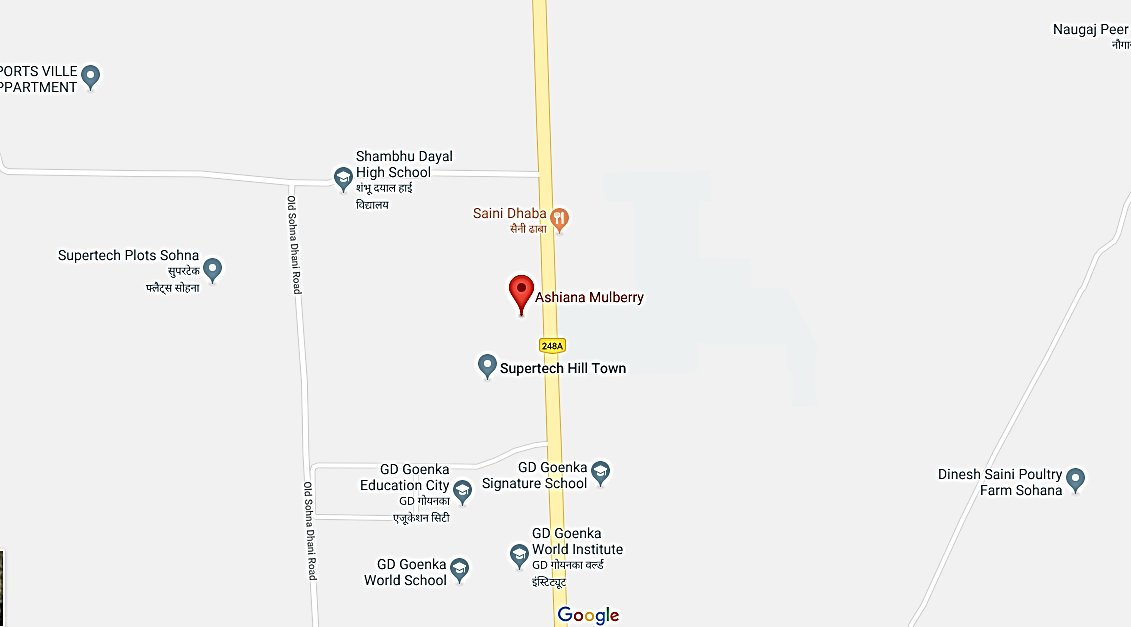 Naugaj Peer
PORTS VILLE
PPARTMENT
Shambhu Dayal
High School
शंभू दयाल हाई
विद्यालय
Old Sohna Dhani Road
Saini Dhaba
सैनी ढाबा
Supertech Plots Sohna
सुपरटेक
प्लैट्स सोहना
Ashiana Mulberry
248A
Supertech Hill Town
GD Goenka
Education City
GD गोयनका
एजूकेशन सिटी
GD Goenka
Signature School
Dinesh Saini Poultry
Farm Sohana
Old Sohna Dhani Road
GD Goenka
World Institute
GD गोयनका वर्ल्ड
इंस्टिट्यूट
GD Goenka
World School
Google